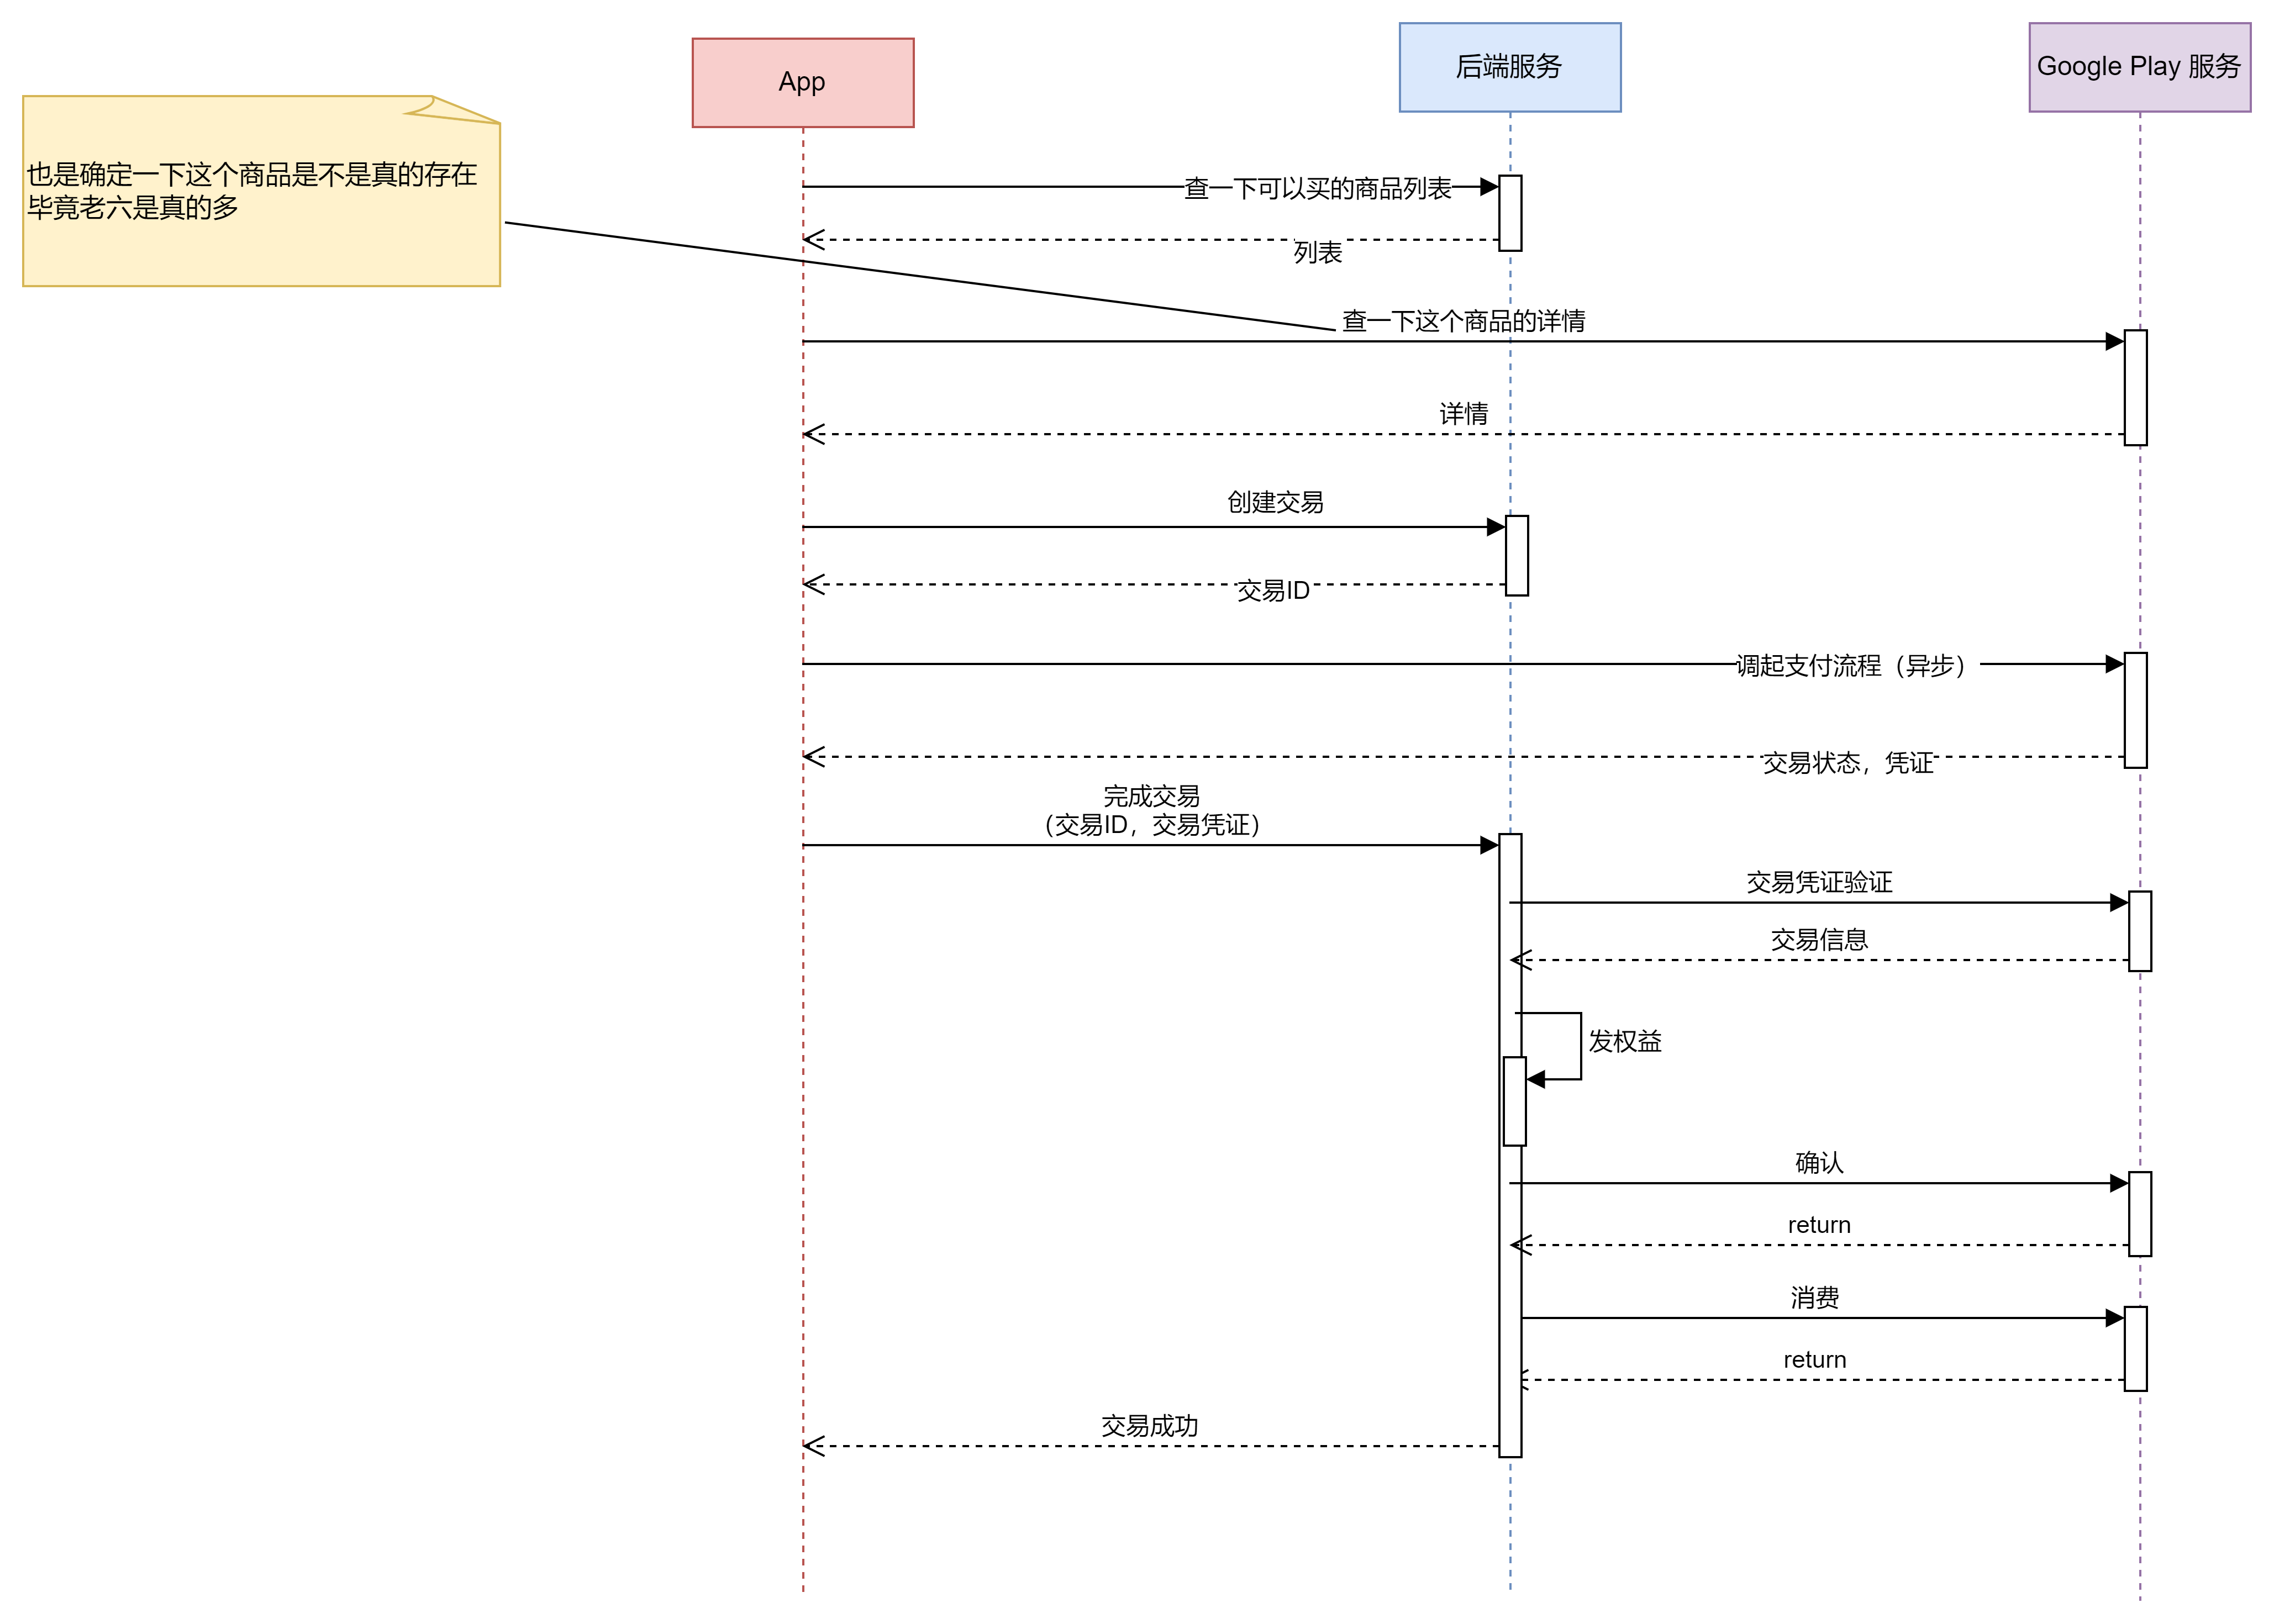 App
后端服务
Google Play 服务
也是确定一下这个商品是不是真的存在
毕竟老六是真的多
查一下可以买的商品列表
列表
查一下这个商品的详情
详情
创建交易
交易ID
调起支付流程（异步）
交易状态，凭证
完成交易
（交易ID，交易凭证）
交易凭证验证
交易信息
发权益
确认
return
消费
return
交易成功